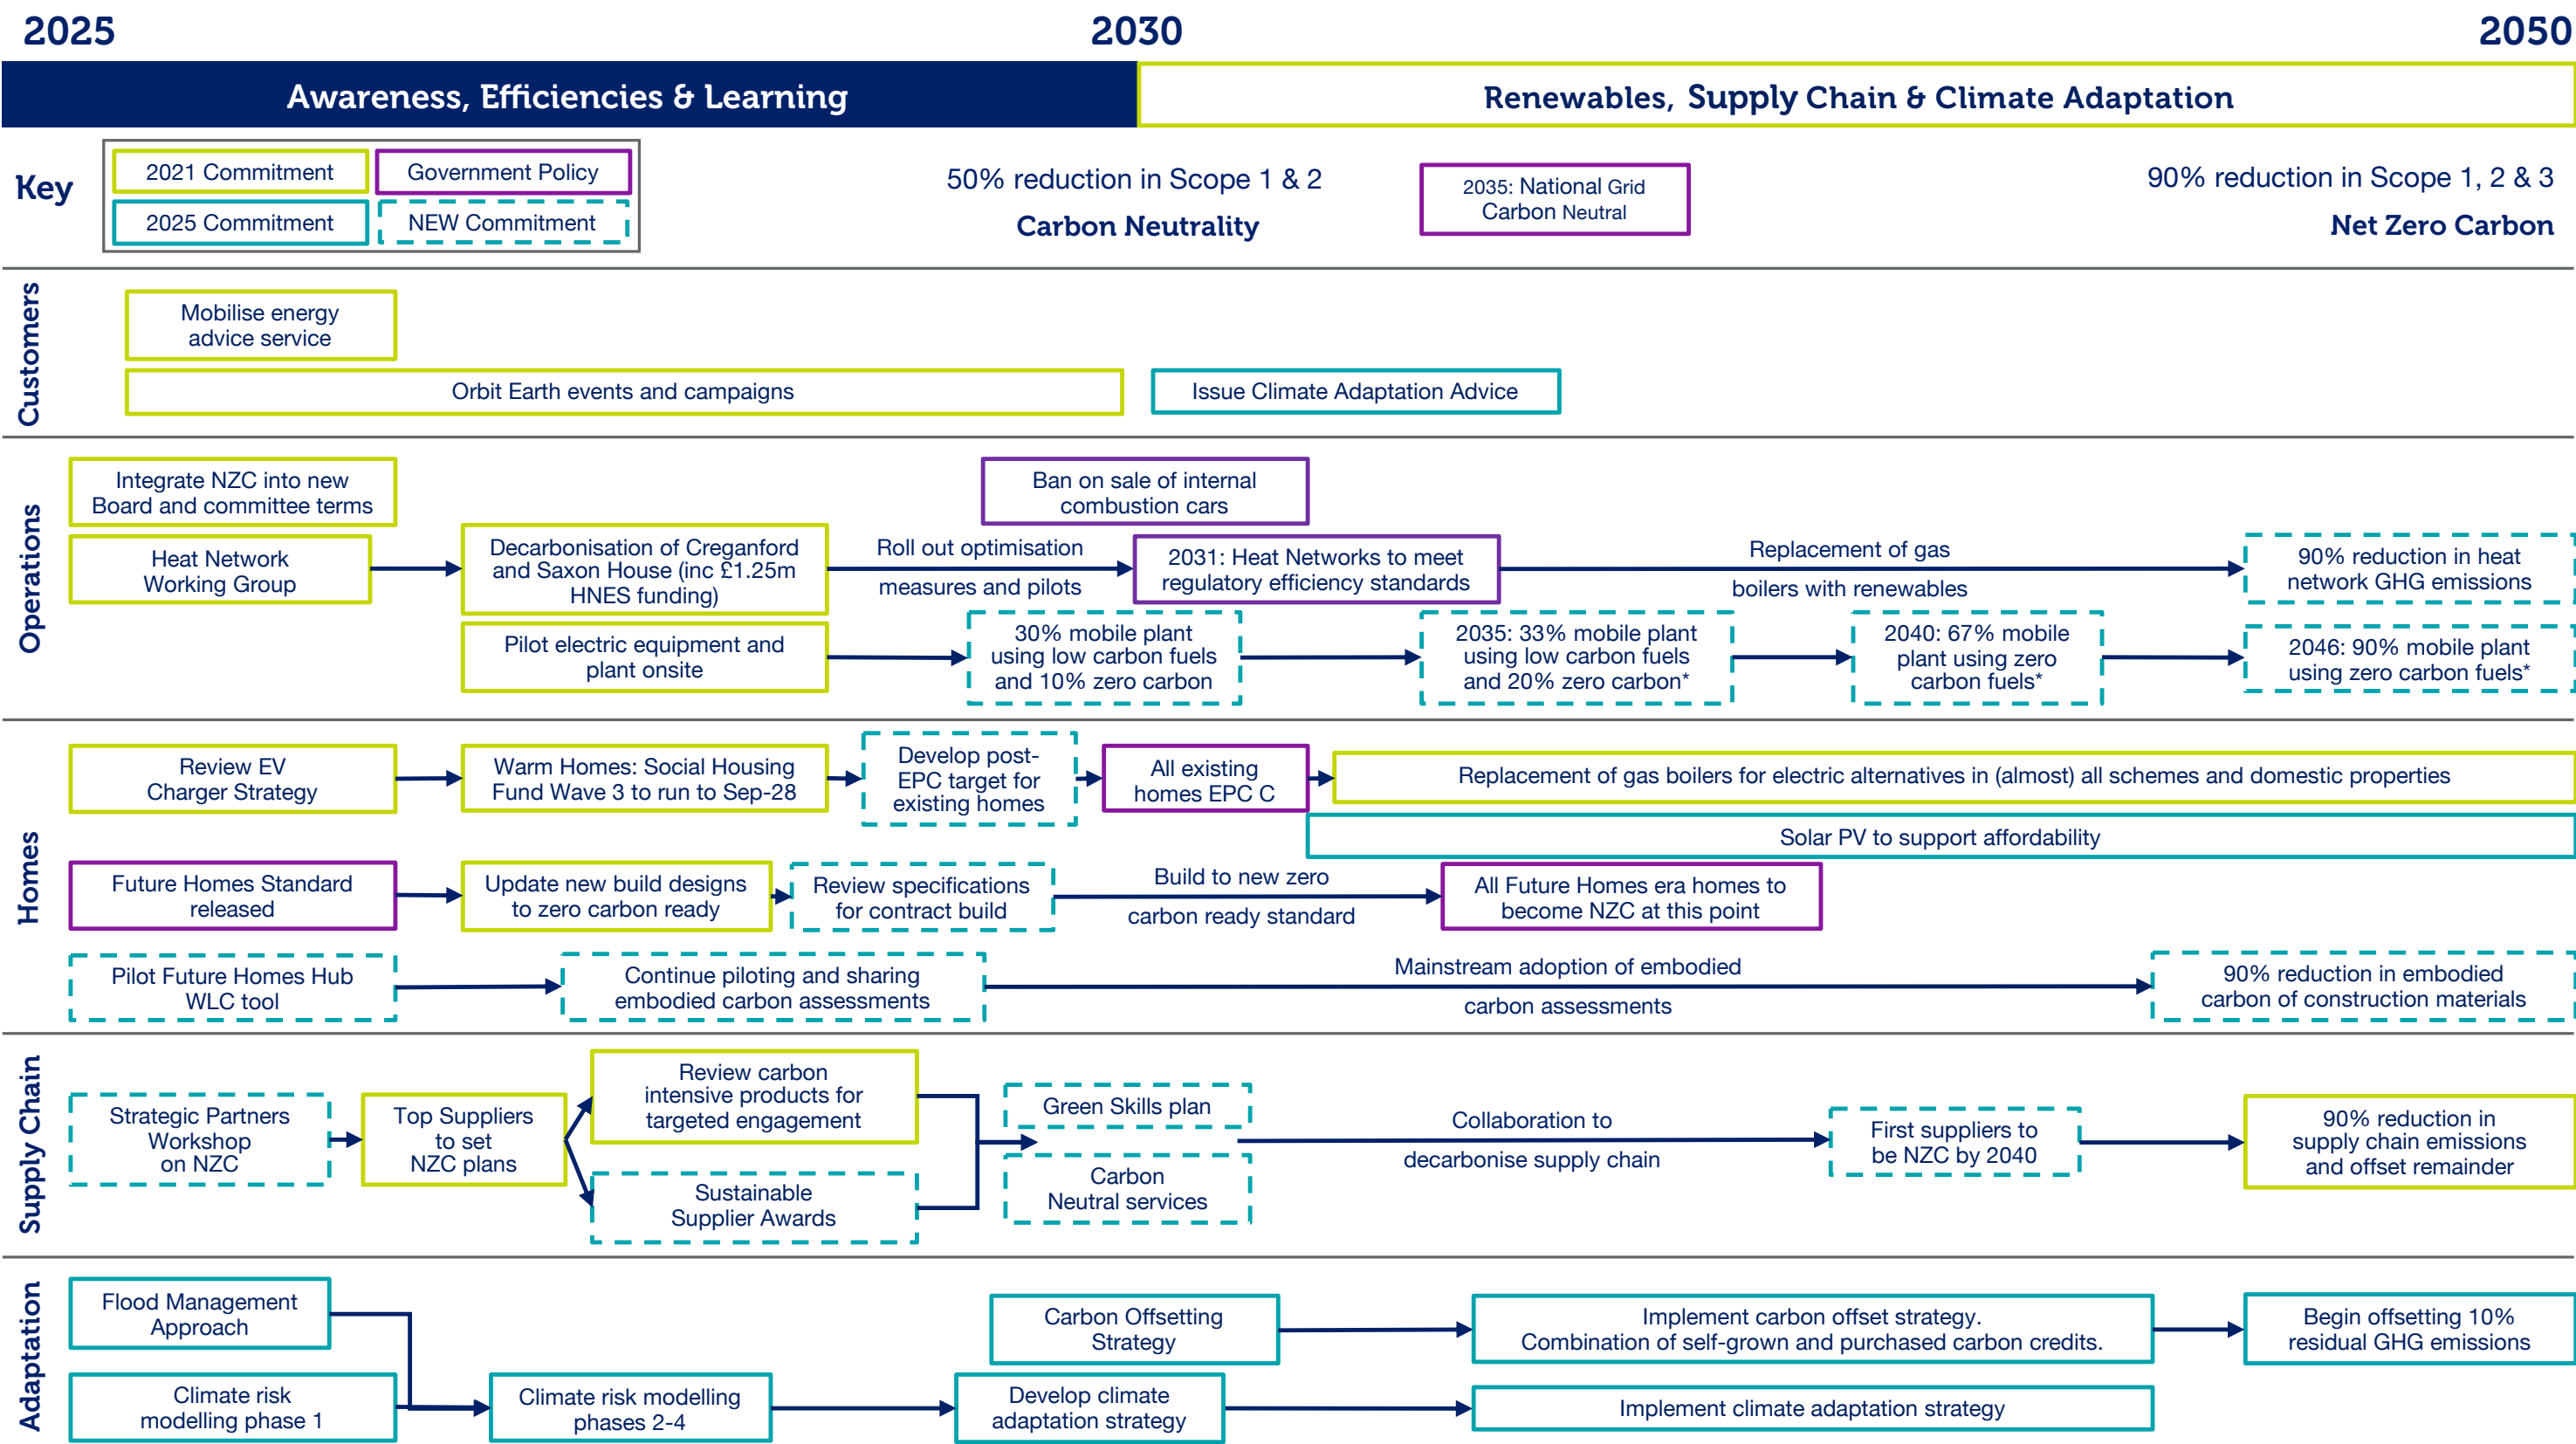 2025
2030
2050
Awareness, Efficiencies & Learning
Renewables, Supply Chain & Climate Adaptation
Key
2021 Commitment
Government Policy
2025 Commitment
NEW Commitment
50% reduction in Scope 1 & 2
Carbon Neutrality
2035: National Grid
Carbon Neutral
90% reduction in Scope 1, 2 & 3
Net Zero Carbon
Customers
Mobilise energy
advice service
Orbit Earth events and campaigns
Issue Climate Adaptation Advice
Operations
Integrate NZC into new
Board and committee terms
Ban on sale of internal
combustion cars
Heat Network
Working Group
Decarbonisation of Creganford
and Saxon House (inc £1.25m
HNES funding)
Roll out optimisation
measures and pilots
2031: Heat Networks to meet
regulatory efficiency standards
Replacement of gas
boilers with renewables
90% reduction in heat
network GHG emissions
Pilot electric equipment and
plant onsite
30% mobile plant
using low carbon fuels
and 10% zero carbon
2035: 33% mobile plant
using low carbon fuels
and 20% zero carbon*
2040: 67% mobile
plant using zero
carbon fuels*
2046: 90% mobile plant
using zero carbon fuels*
Homes
Review EV
Charger Strategy
Warm Homes: Social Housing
Fund Wave 3 to run to Sep-28
Develop post-
EPC target for
existing homes
All existing
homes EPC C
Replacement of gas boilers for electric alternatives in (almost) all schemes and domestic properties
Solar PV to support affordability
Future Homes Standard
released
Update new build designs
to zero carbon ready
Review specifications
for contract build
Build to new zero
carbon ready standard
All Future Homes era homes to
become NZC at this point
Pilot Future Homes Hub
WLC tool
Continue piloting and sharing
embodied carbon assessments
Mainstream adoption of embodied
carbon assessments
90% reduction in embodied
carbon of construction materials
Supply Chain
Strategic Partners
Workshop
on NZC
Top Suppliers
to set
NZC plans
Review carbon
intensive products for
targeted engagement
Sustainable
Supplier Awards
Green Skills plan
Carbon
Neutral services
Collaboration to
decarbonise supply chain
First suppliers to
be NZC by 2040
90% reduction in
supply chain emissions
and offset remainder
Adaptation
Flood Management
Approach
Carbon Offsetting
Strategy
Implement carbon offset strategy.
Combination of self-grown and purchased carbon credits.
Begin offsetting 10%
residual GHG emissions
Climate risk
modelling phase 1
Climate risk modelling
phases 2-4
Develop climate
adaptation strategy
Implement climate adaptation strategy